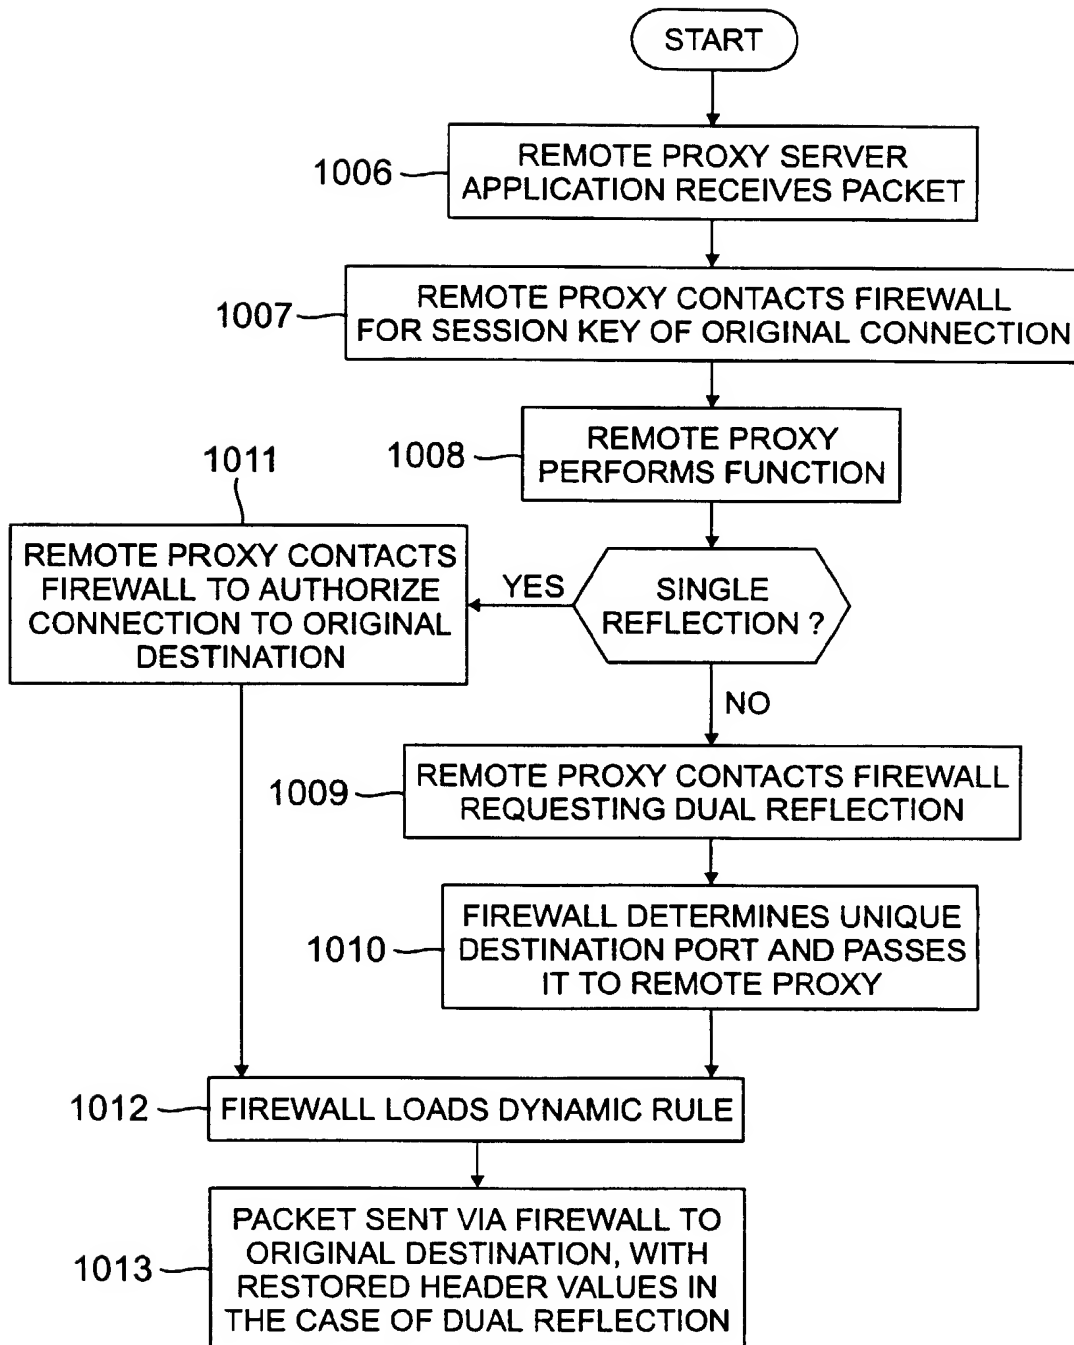 START
1006
REMOTE PROXY SERVER
APPLICATION RECEIVES PACKET
1007
REMOTE PROXY CONTACTS FIREWALL
FOR SESSION KEY OF ORIGINAL CONNECTION
1008
REMOTE PROXY
PERFORMS FUNCTION
1011
REMOTE PROXY CONTACTS
FIREWALL TO AUTHORIZE
CONNECTION TO ORIGINAL
DESTINATION
YES
SINGLE
REFLECTION ?
NO
1009
REMOTE PROXY CONTACTS FIREWALL
REQUESTING DUAL REFLECTION
1010
FIREWALL DETERMINES UNIQUE
DESTINATION PORT AND PASSES
IT TO REMOTE PROXY
1012
FIREWALL LOADS DYNAMIC RULE
1013
PACKET SENT VIA FIREWALL TO
ORIGINAL DESTINATION, WITH
RESTORED HEADER VALUES IN
THE CASE OF DUAL REFLECTION